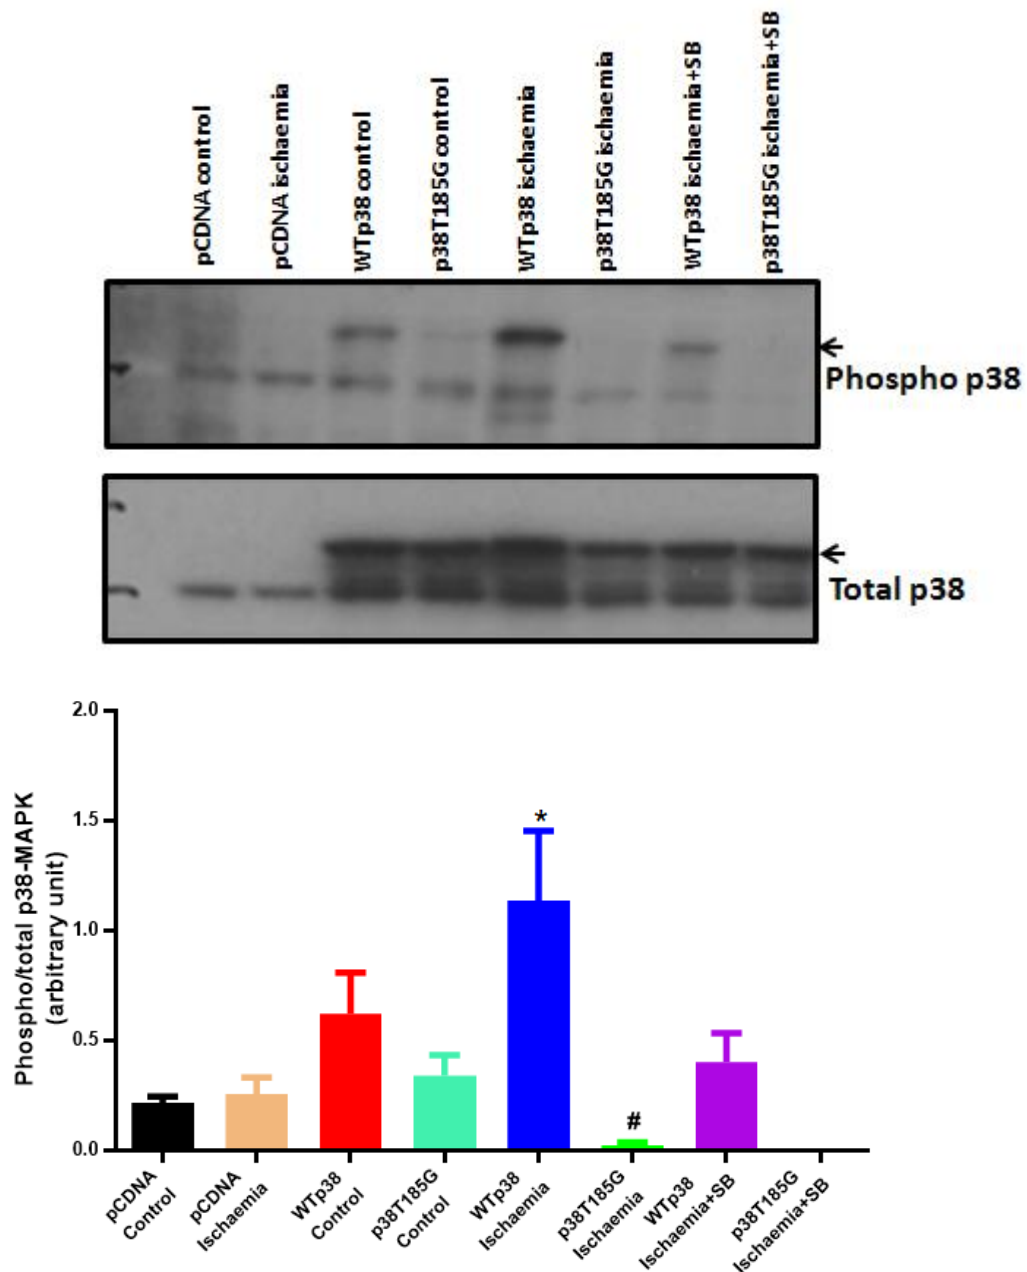 pCDNA control
pCDNA ischaemia
WTp38 control
p38T185G control
WTp38 ischaemia
p38T185G ischaemia
WTp38 ischaemia+SB
p38T185G ischaemia+SB
Phospho p38
Total p38
Phospho/total p38-MAPK
(arbitrary unit)
2.0
1.5
1.0
0.5
0.0
*
#
pCDNA
Control
pCDNA
Ischaemia
WTp38
Control
p38T185G
Control
WTp38
Ischaemia
p38T185G
Ischaemia
WTp38
Ischaemia+SB
p38T185G
Ischaemia+SB